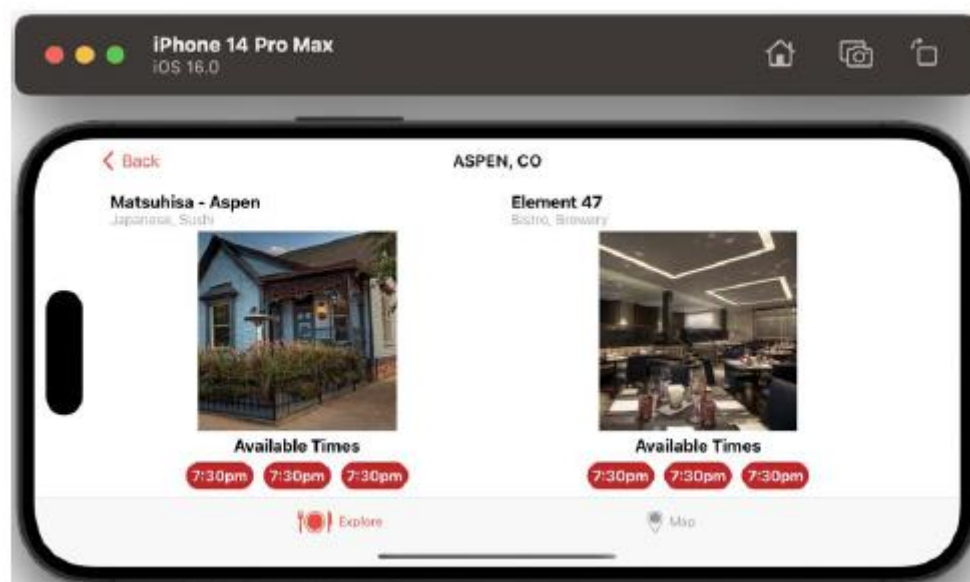 iPhone 14 Pro Max
iOS 16.0
Back
ASPEN, CO
Matsuhisa - Aspen
Japanese, Sushi
Element 47
Bistro, Brewery
Available Times
7:30pm 7:30pm 7:30pm
Available Times
7:30pm 7:30pm 7:30pm
Explore
Map